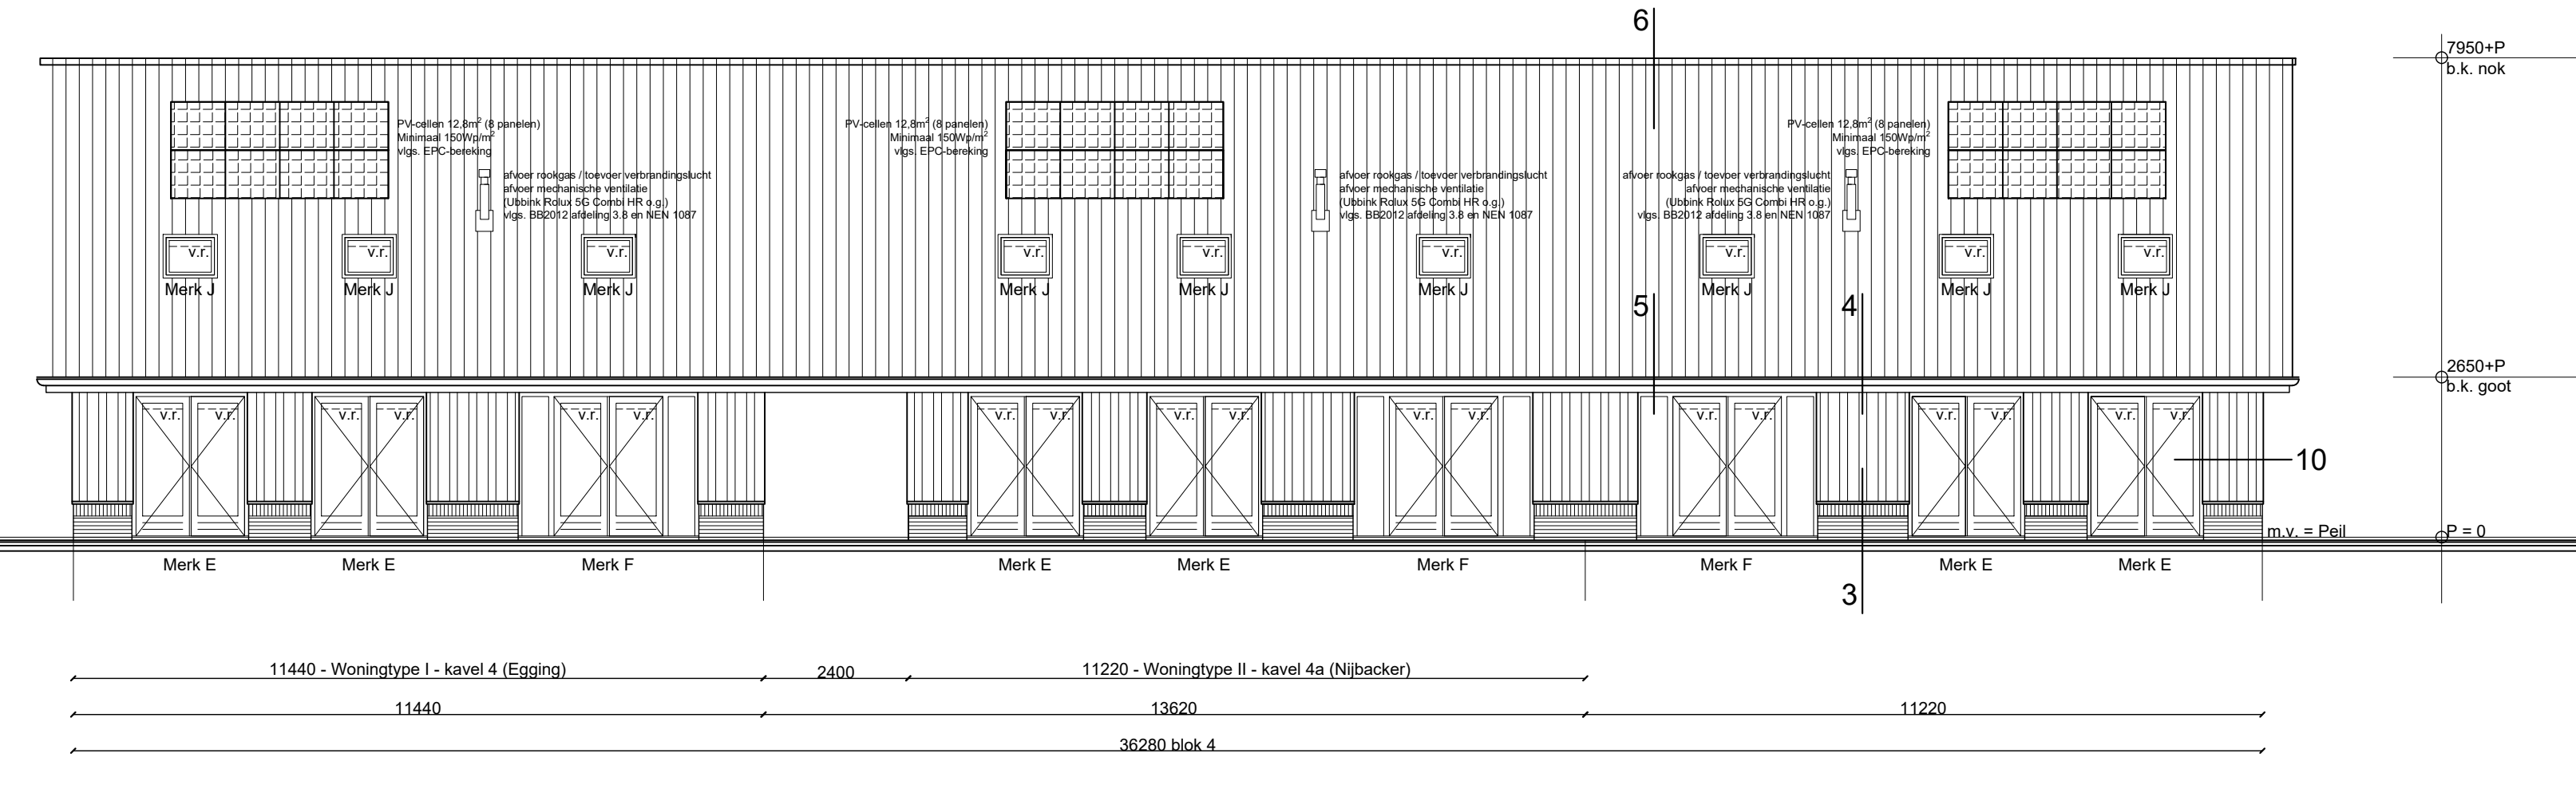 6
7950+P
b.k. nok
PV-cellen 12,8m² (8 panelen)
Minimaal 150Wp/m²
vlgs. EPC-bereking
PV-cellen 12,8m² (8 panelen)
Minimaal 150Wp/m²
vlgs. EPC-bereking
PV-cellen 12,8m² (8 panelen)
Minimaal 150Wp/m²
vlgs. EPC-bereking
afvoer rookgas / toevoer verbrandingslucht
afvoer mechanische ventilatie
(Ubbink Rolux 5G Combi HR o.g.)
vlgs. BB2012 afdeling 3.8 en NEN 1087
afvoer rookgas / toevoer verbrandingslucht
afvoer mechanische ventilatie
(Ubbink Rolux 5G Combi HR o.g.)
vlgs. BB2012 afdeling 3.8 en NEN 1087
afvoer rookgas / toevoer verbrandingslucht
afvoer mechanische ventilatie
(Ubbink Rolux 5G Combi HR o.g.)
vlgs. BB2012 afdeling 3.8 en NEN 1087
v.r. v.r. v.r. v.r. v.r. v.r. v.r. v.r. v.r.
Merk J Merk J Merk J Merk J Merk J Merk J Merk J Merk J Merk J
5 4
2650+P
b.k. goot
v.r. v.r. v.r. v.r. v.r. v.r. v.r. v.r. v.r. v.r. v.r. v.r. v.r. v.r. v.r. v.r. v.r. v.r.
10
m.v. = Peil P = 0
Merk E Merk E Merk F Merk E Merk E Merk F Merk F Merk E Merk E
3
11440 - Woningtype I - kavel 4 (Egging) 2400 11220 - Woningtype II - kavel 4a (Nijbacker)
11440 13620 11220
36280 blok 4